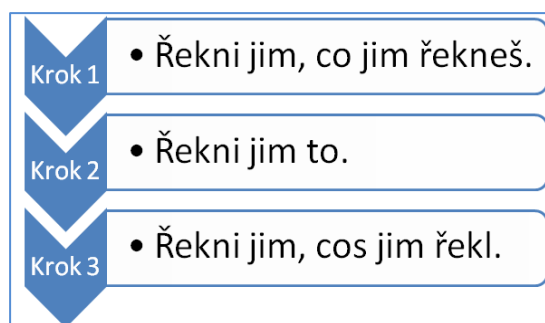 Krok 1
• Řekni jim, co jim řekneš.
Krok 2
• Řekni jim to.
Krok 3
• Řekni jim, cos jim řekl.